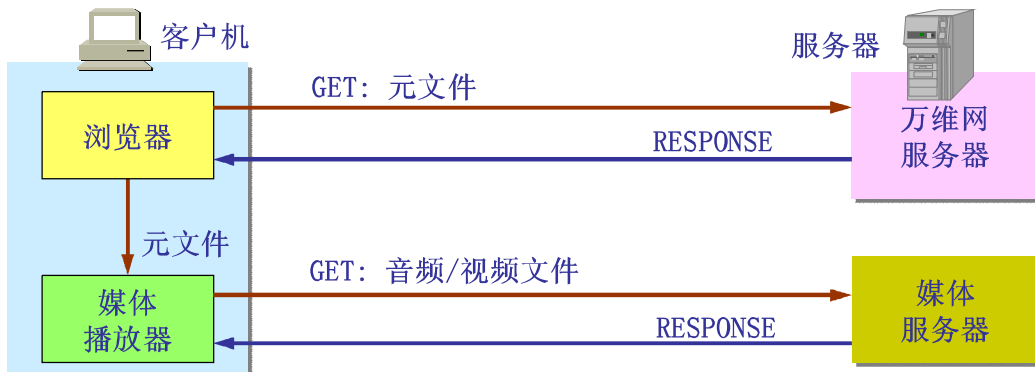 客户机
服务器
GET: 元文件
浏览器
万维网
服务器
RESPONSE
元文件
GET: 音频/视频文件
媒体
播放器
媒体
服务器
RESPONSE